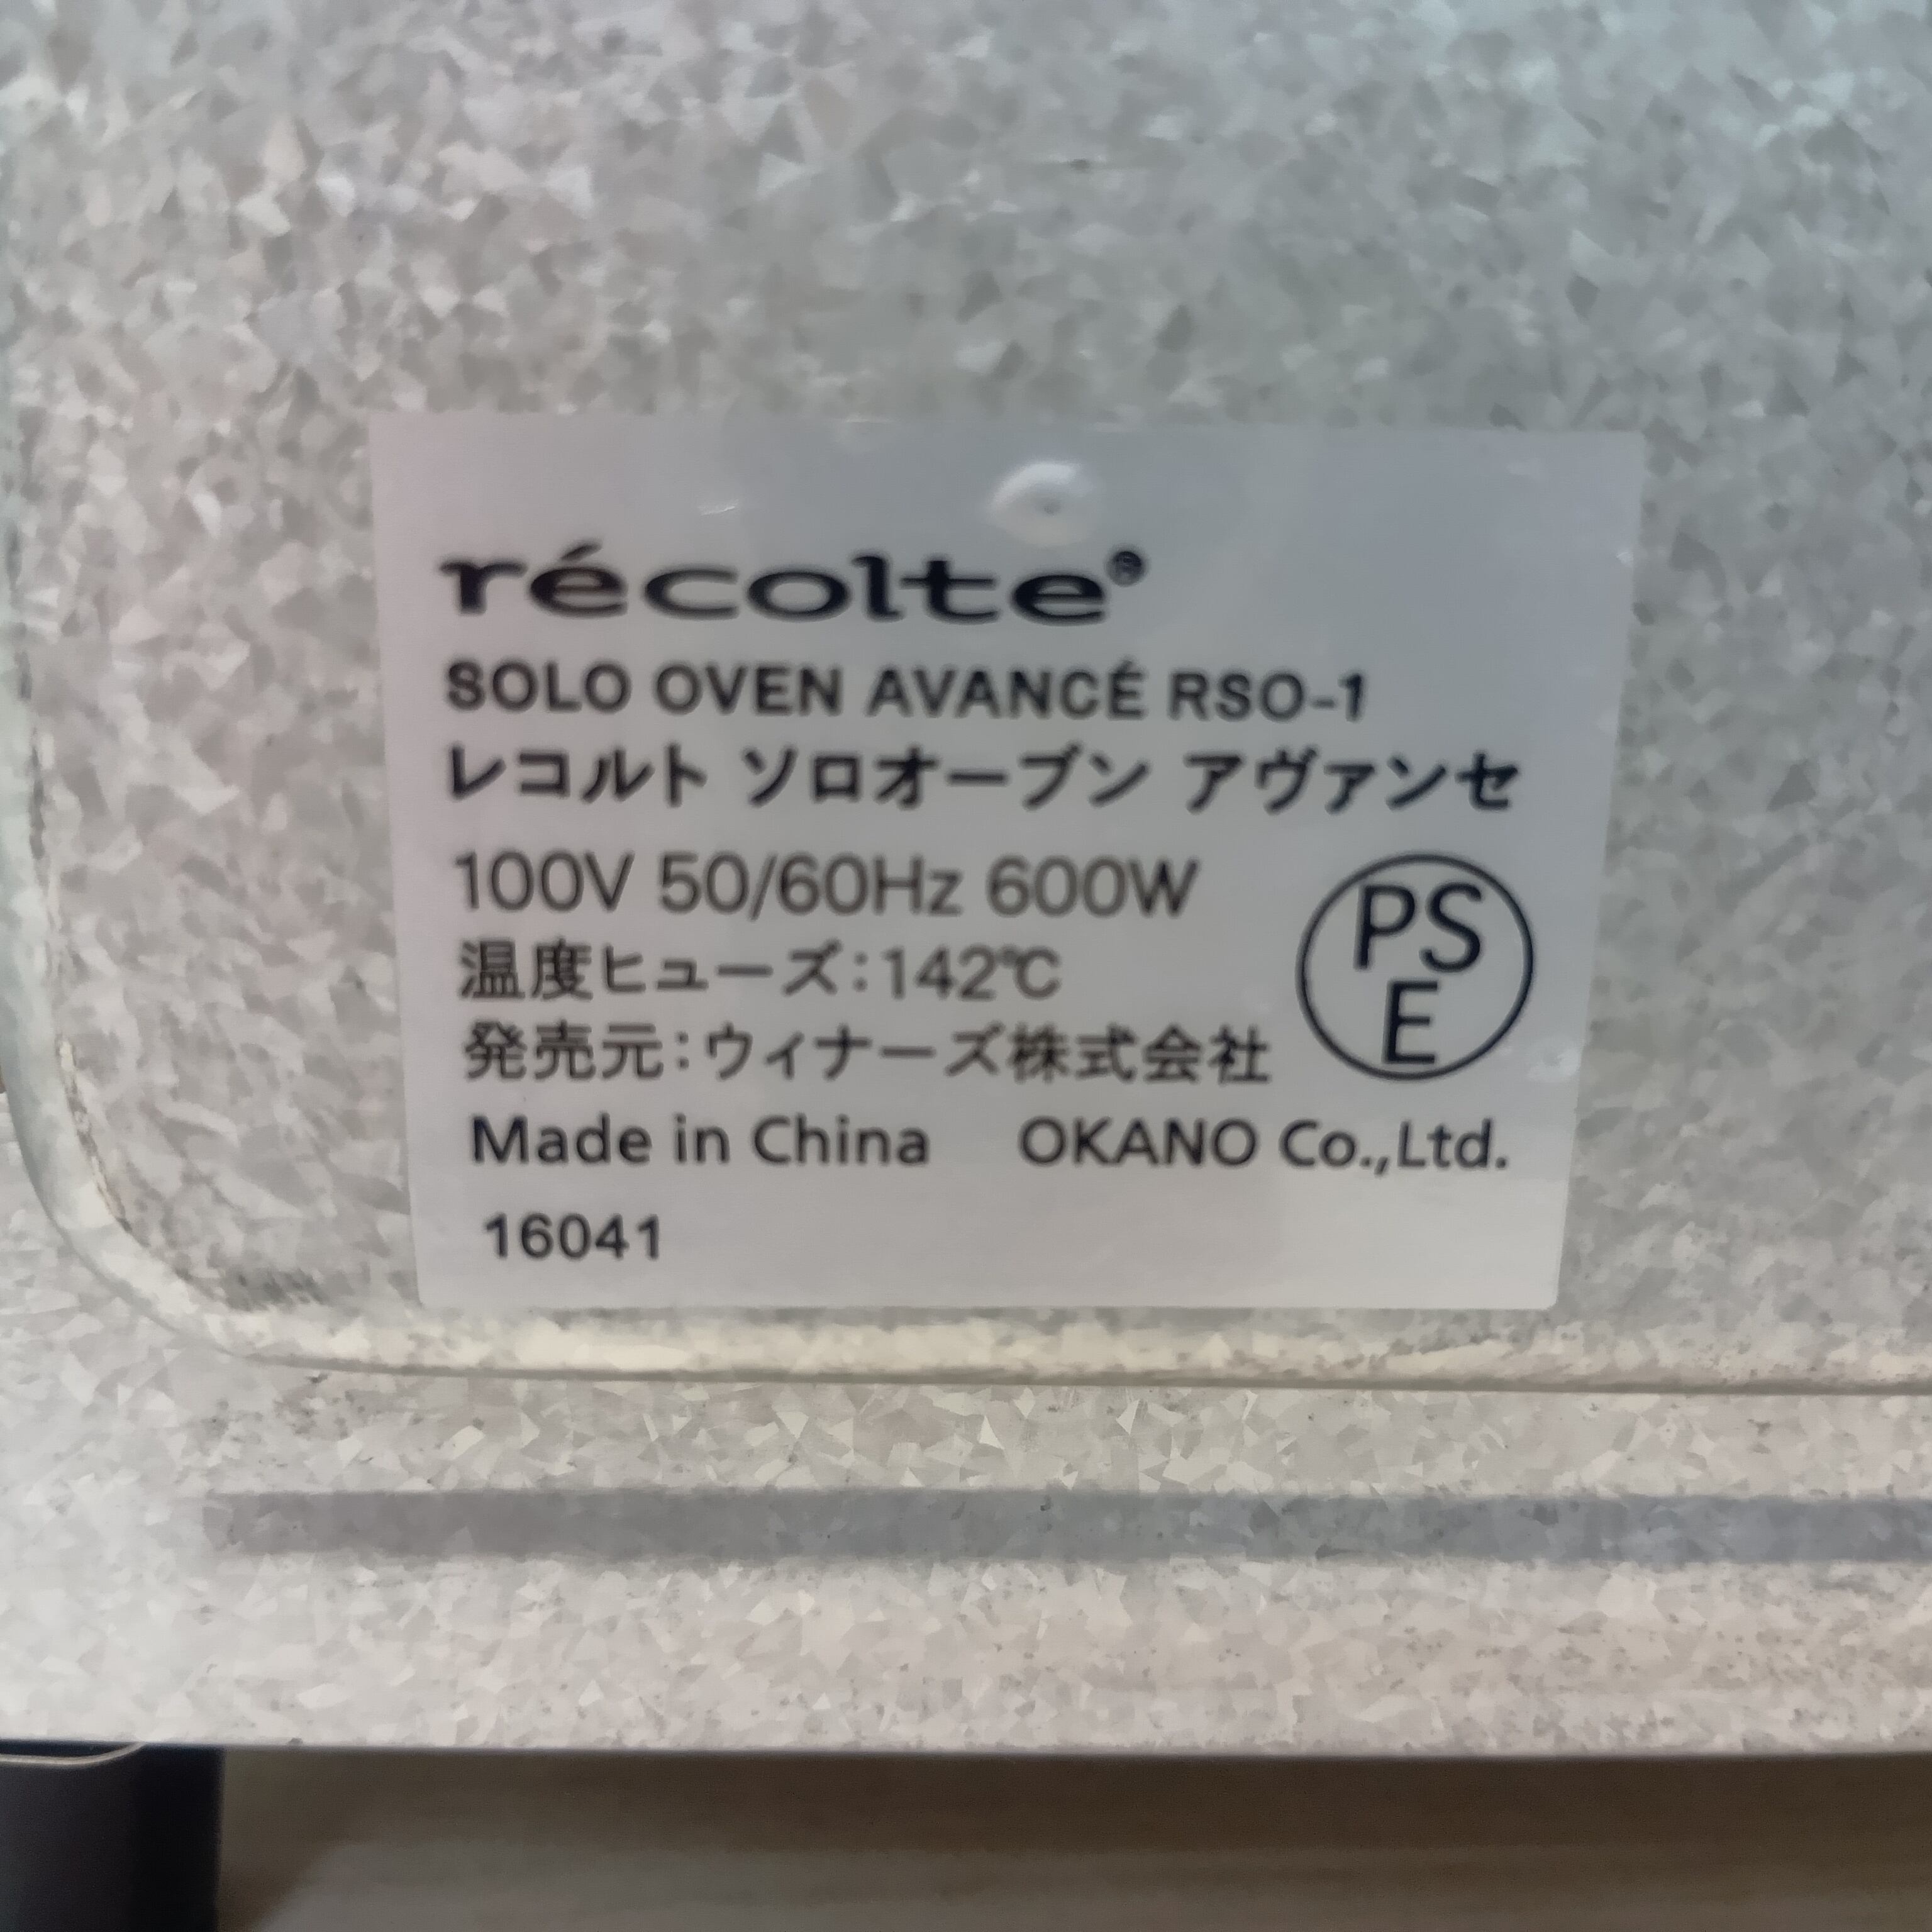 récolte®
SOLO OVEN AVANCÉ RSO-1
レコルト ソロオーブン アヴァンセ
100V 50/60Hz 600W
温度ヒューズ:142℃
発売元:ウィナーズ株式会社
PS
E
Made in China OKANO Co.,Ltd.
16041